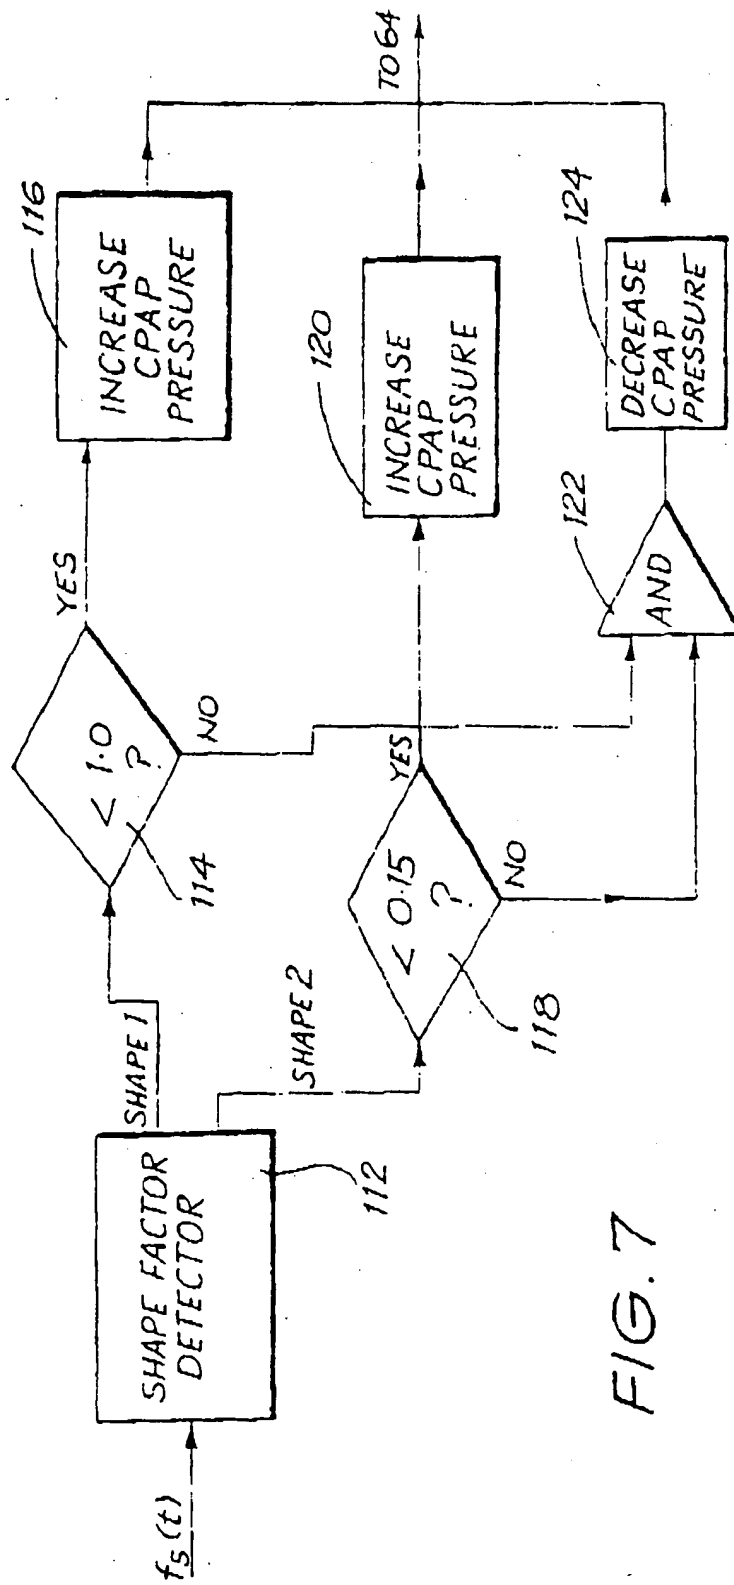 fs(t)
SHAPE FACTOR
DETECTOR
112
SHAPE 1
SHAPE 2
< 1.0
?
114
YES
NO
INCREASE
CPAP
PRESSURE
116
< 0.15
?
118
YES
NO
INCREASE
CPAP
PRESSURE
120
AND
122
DECREASE
CPAP
PRESSURE
124
TO 64
FIG. 7